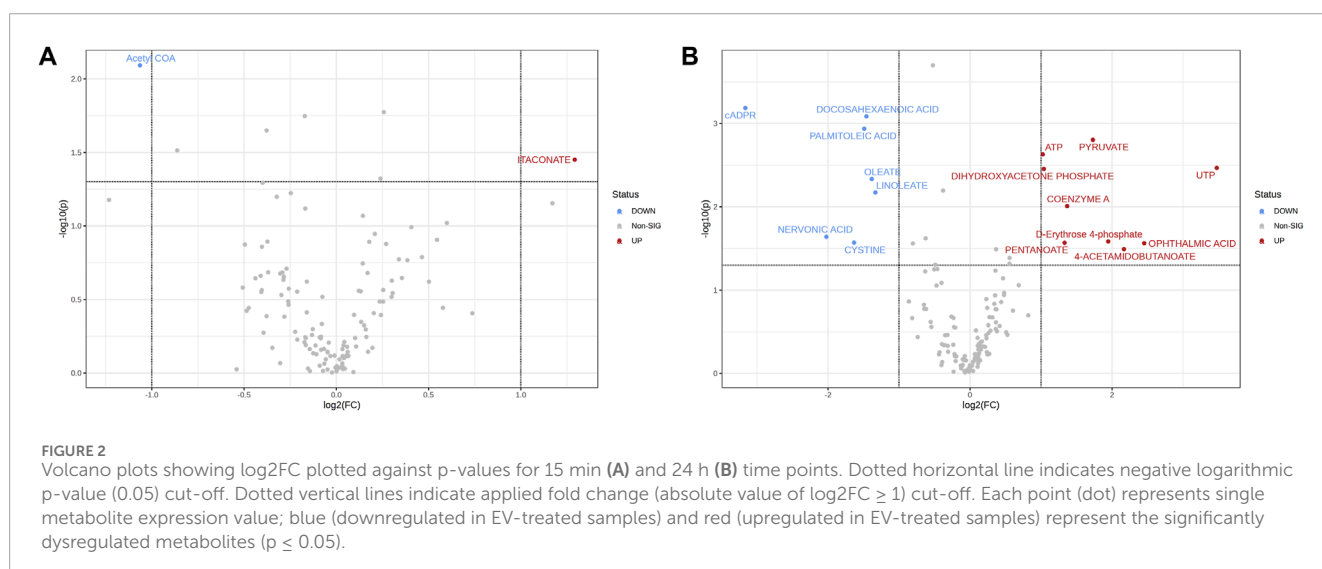 A
Acetyl COA
ITACONATE
2.0
1.5
1.0
0.5
0.0
-log10(p)
-1.0
-0.5
0.0
0.5
1.0
log2(FC)
Status
DOWN
Non-SIG
UP
B
cADPR
DOCOSAHEXAENOIC ACID
PALMITOLEIC ACID
ATP
PYRUVATE
OLEATE
DIHYDROXYACETONE PHOSPHATE
UTP
LINOLEATE
COENZYME A
NERVONIC ACID
D-Erythrose 4-phosphate
CYSTINE
PENTANOATE
OPHTHALMIC ACID
4-ACETAMIDOBUTANOATE
3
2
1
0
-log10(p)
-2
0
2
log2(FC)
Status
DOWN
Non-SIG
UP
FIGURE 2
Volcano plots showing log2FC plotted against p-values for 15 min (A) and 24 h (B) time points. Dotted horizontal line indicates negative logarithmic
p-value (0.05) cut-off. Dotted vertical lines indicate applied fold change (absolute value of log2FC ≥ 1) cut-off. Each point (dot) represents single
metabolite expression value; blue (downregulated in EV-treated samples) and red (upregulated in EV-treated samples) represent the significantly
dysregulated metabolites (p ≤ 0.05).